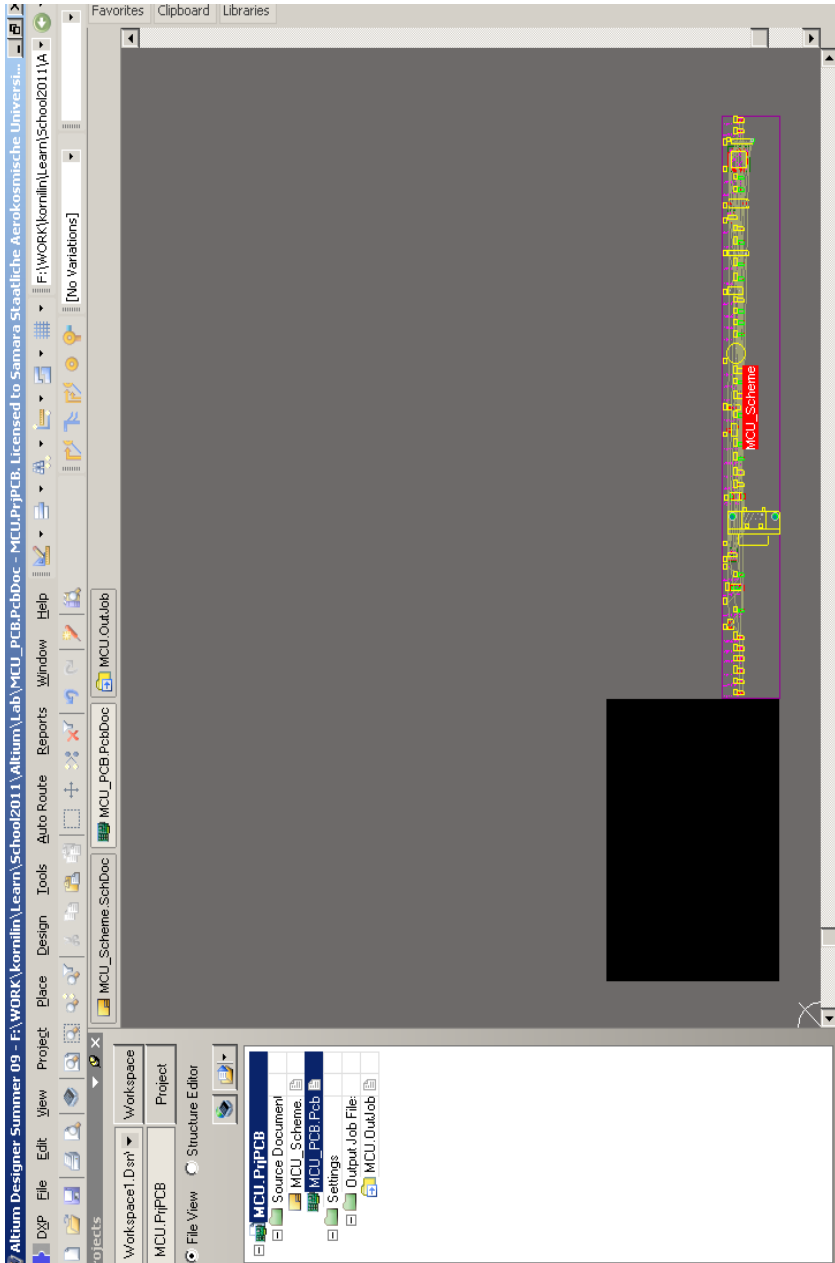 Altium Designer Summer 09 - F:\WORK\kornilin\Learn\School2011\Altium\Lab\MCU_PCB.PcbDoc - MCU.PrjPCB. Licensed to Samara Staatliche Aerokosmische Universi...
DXP File Edit View Project Place Design Tools Auto Route Reports Window Help F:\WORK\kornilin\Learn\School2011\A
[No Variations]
ojects
MCU_Scheme.SchDoc MCU_PCB.PcbDoc MCU.OutJob
Favorites Clipboard Libraries
Workspace1.Dsn Workspace
MCU.PrjPCB Project
File View Structure Editor
MCU.PrjPCB
Source Document
MCU_Scheme.
MCU_PCB.Pcb
Settings
Output Job File:
MCU.OutJob
MCU_Scheme